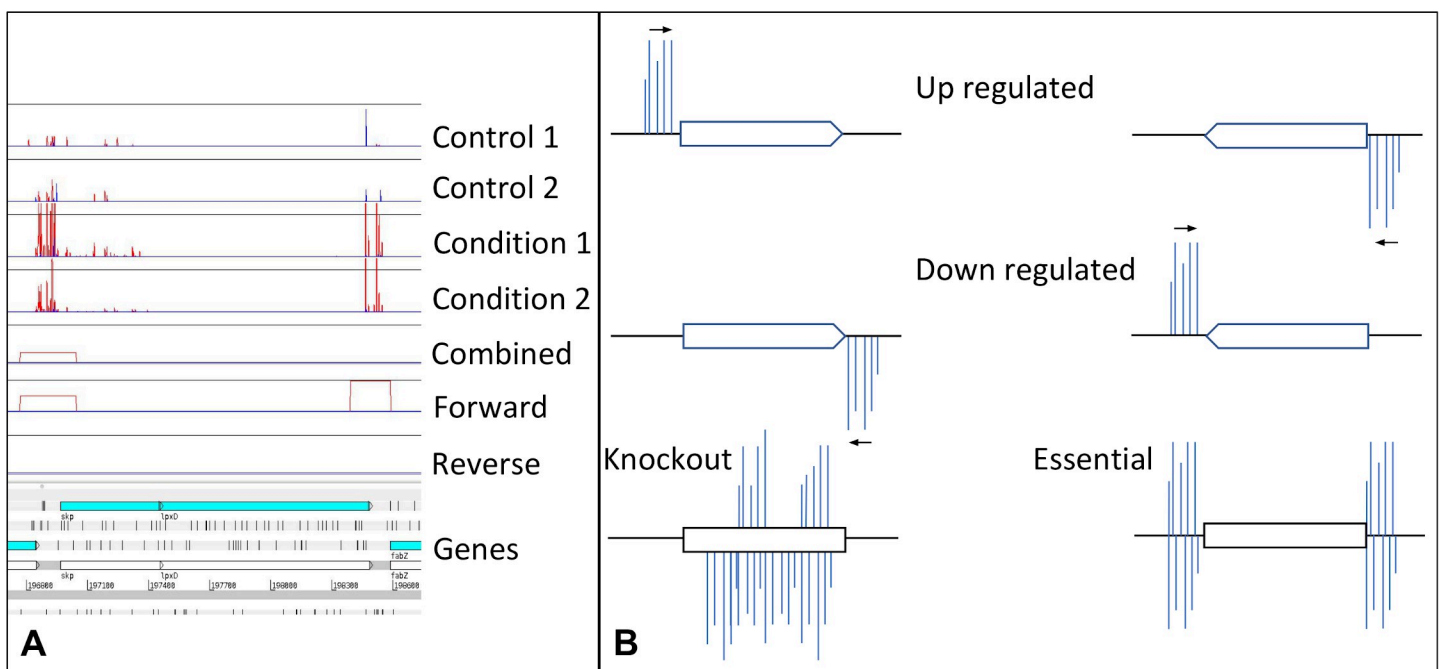 Control 1
Control 2
Condition 1
Condition 2
Combined
Forward
Reverse
skp lpxD
Genes
fabZ
skp lpxD fabZ
196800 197100 197400 197700 198000 198300 198600
A
Up regulated
Down regulated
Knockout
Essential
B